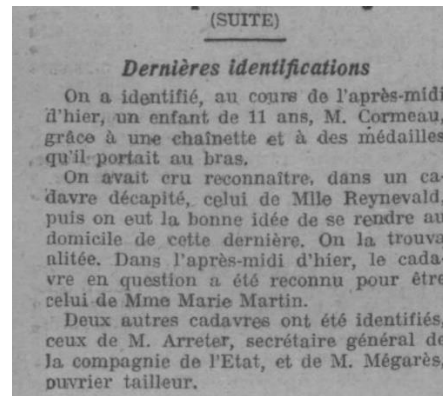 (SUITE)
Dernières identifications
On a identifié, au cours de l'après-midi
d'hier, un enfant de 11 ans, M. Cormeau,
grâce à une chaînette et à des médailles
qu'il portait au bras.
On avait cru reconnaître, dans un ca-
davre décapité, celui de Mlle Reynevald,
puis on eut la bonne idée de se rendre au
domicile de cette dernière. On la trouva
alitée. Dans l'après-midi d'hier, le cada-
vre en question a été reconnu pour être
celui de Mme Marie Martin.
Deux autres cadavres ont été identifiés,
ceux de M. Arreter, secrétaire général de
la compagnie de l'Etat, et de M. Mégarès,
ouvrier tailleur.